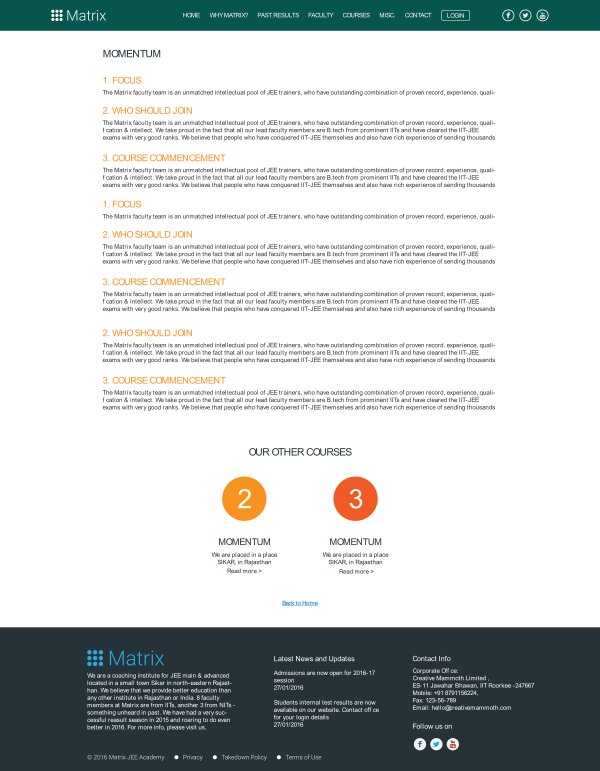 Matrix HOME WHY MATRIX? PAST RESULTS FACULTY COURSES MISC. CONTACT LOGIN
MOMENTUM
1. FOCUS
The Matrix faculty team is an unmatched intellectual pool of JEE trainers, who have outstanding combination of proven record, experience, quali-
2. WHO SHOULD JOIN
The Matrix faculty team is an unmatched intellectual pool of JEE trainers, who have outstanding combination of proven record, experience, quali-
f cation & intellect. We take proud in the fact that all our lead faculty members are B.tech from prominent IITs and have cleared the IIT-JEE
exams with very good ranks. We believe that people who have conquered IIT-JEE themselves and also have rich experience of sending thousands
3. COURSE COMMENCEMENT
The Matrix faculty team is an unmatched intellectual pool of JEE trainers, who have outstanding combination of proven record, experience, quali-
f cation & intellect. We take proud in the fact that all our lead faculty members are B.tech from prominent IITs and have cleared the IIT-JEE
exams with very good ranks. We believe that people who have conquered IIT-JEE themselves and also have rich experience of sending thousands
1. FOCUS
The Matrix faculty team is an unmatched intellectual pool of JEE trainers, who have outstanding combination of proven record, experience, quali-
2. WHO SHOULD JOIN
The Matrix faculty team is an unmatched intellectual pool of JEE trainers, who have outstanding combination of proven record, experience, quali-
f cation & intellect. We take proud in the fact that all our lead faculty members are B.tech from prominent IITs and have cleared the IIT-JEE
exams with very good ranks. We believe that people who have conquered IIT-JEE themselves and also have rich experience of sending thousands
3. COURSE COMMENCEMENT
The Matrix faculty team is an unmatched intellectual pool of JEE trainers, who have outstanding combination of proven record, experience, quali-
f cation & intellect. We take proud in the fact that all our lead faculty members are B.tech from prominent IITs and have cleared the IIT-JEE
exams with very good ranks. We believe that people who have conquered IIT-JEE themselves and also have rich experience of sending thousands
2. WHO SHOULD JOIN
The Matrix faculty team is an unmatched intellectual pool of JEE trainers, who have outstanding combination of proven record, experience, quali-
f cation & intellect. We take proud in the fact that all our lead faculty members are B.tech from prominent IITs and have cleared the IIT-JEE
exams with very good ranks. We believe that people who have conquered IIT-JEE themselves and also have rich experience of sending thousands
3. COURSE COMMENCEMENT
The Matrix faculty team is an unmatched intellectual pool of JEE trainers, who have outstanding combination of proven record, experience, quali-
f cation & intellect. We take proud in the fact that all our lead faculty members are B.tech from prominent IITs and have cleared the IIT-JEE
exams with very good ranks. We believe that people who have conquered IIT-JEE themselves and also have rich experience of sending thousands
OUR OTHER COURSES
2
MOMENTUM
We are placed in a place
SIKAR, in Rajasthan
Read more >
3
MOMENTUM
We are placed in a place
SIKAR, in Rajasthan
Read more >
Back to Home
Matrix
We are a coaching institute for JEE main & advanced
located in a small town Sikar in north-eastern Rajast-
han. We believe that we provide better education than
any other institute in Rajasthan or India. 8 faculty
members at Matrix are from IITs, another 3 from NITs -
something unheard in past. We have had a very suc-
cessful reasult season in 2015 and roaring to do even
better in 2016. For more info, please visit us.
Latest News and Updates
Admissions are now open for 2016-17
session
27/01/2016
Students internal test results are now
available on our website. Contact off ce
for your login details
27/01/2016
Contact Info
Corporate Off ce:
Creative Mammoth Limited ,
ES-11 Jawahar Bhawan, IIT Roorkee -247667
Mobile: +91 8791156224,
Fax: 123-56-789
Email: hello@creativemammoth.com
Follow us on
© 2016 Matrix JEE Academy Privacy Takedown Policy Terms of Use